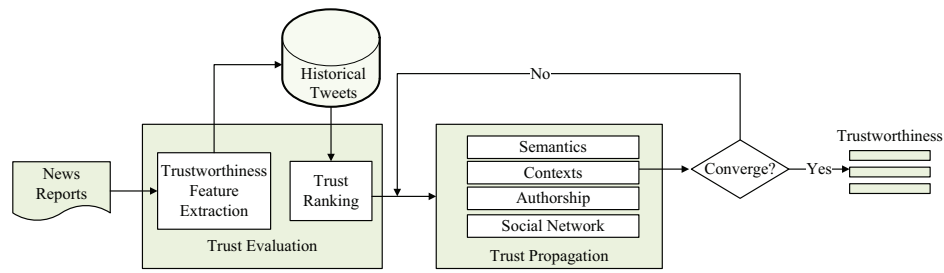 News
Reports
Trustworthiness
Feature
Extraction
Historical
Tweets
Trust
Ranking
Trust Evaluation
Semantics
Contexts
Authorship
Social Network
Trust Propagation
No
Converge?
Yes
Trustworthiness